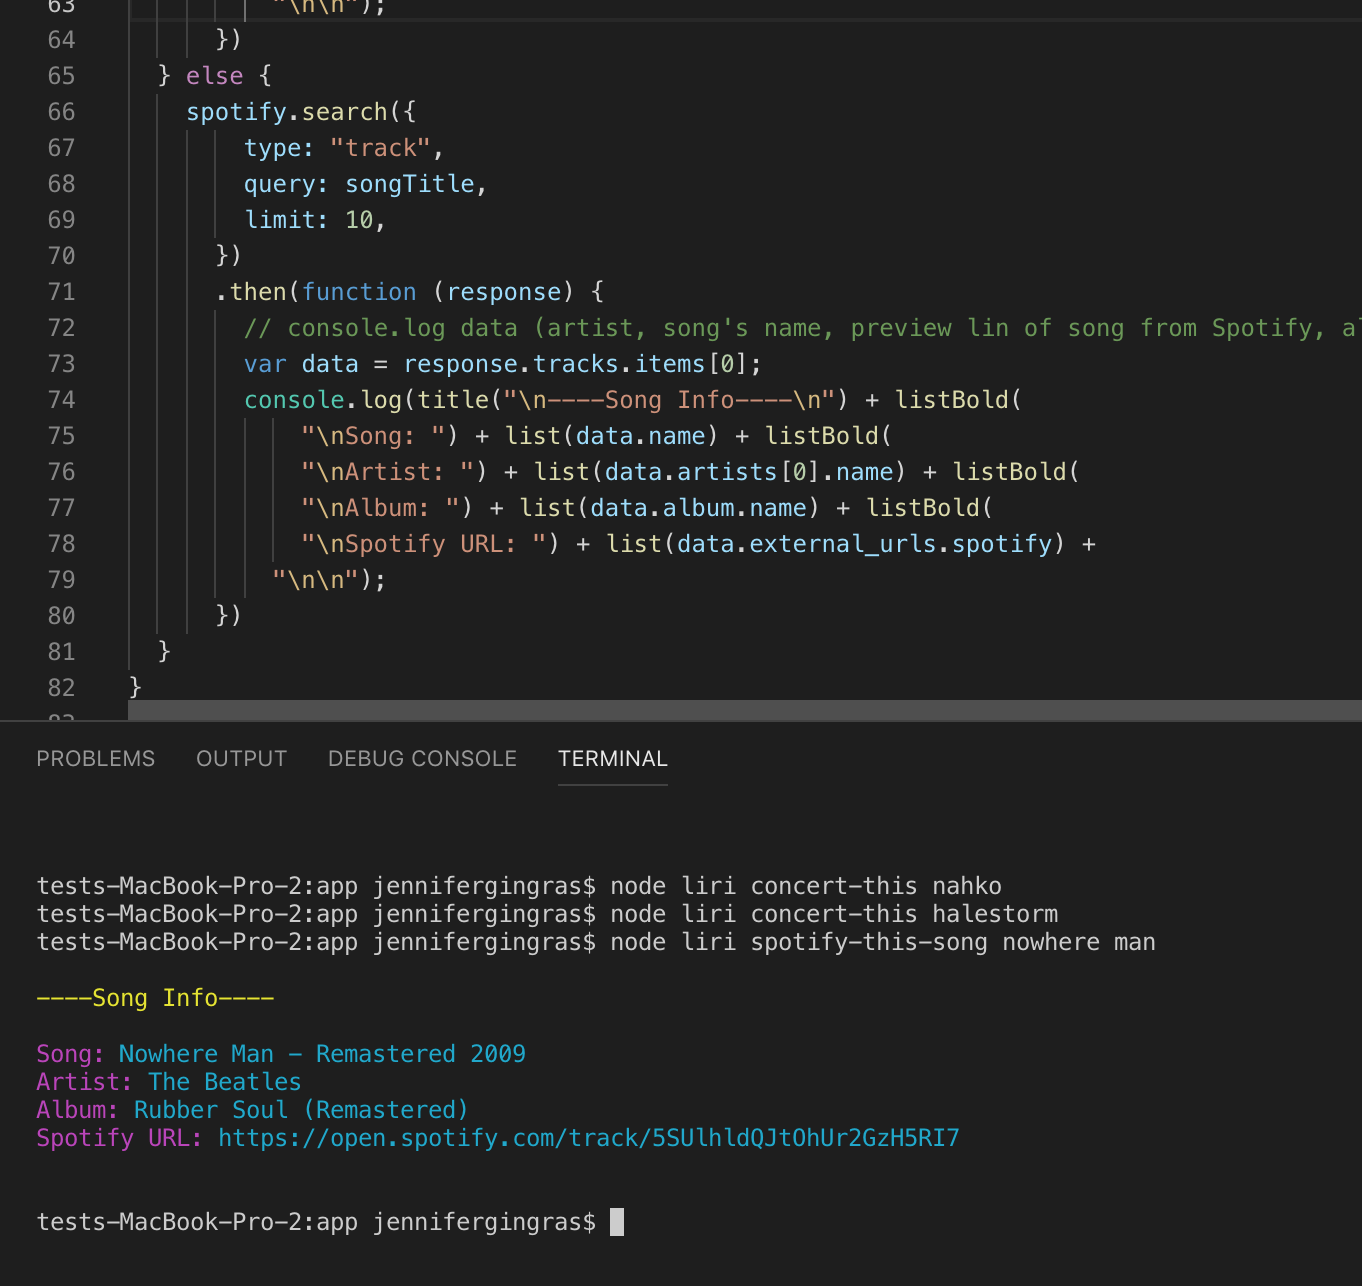 63 "\n\n");
64 })
65 } else {
66 spotify.search({
67 type: "track",
68 query: songTitle,
69 limit: 10,
70 })
71 .then(function (response) {
72 // console.log data (artist, song's name, preview lin of song from Spotify, al
73 var data = response.tracks.items[0];
74 console.log(title("\n----Song Info----\n") + listBold(
75 "\nSong: ") + list(data.name) + listBold(
76 "\nArtist: ") + list(data.artists[0].name) + listBold(
77 "\nAlbum: ") + list(data.album.name) + listBold(
78 "\nSpotify URL: ") + list(data.external_urls.spotify) +
79 "\n\n");
80 })
81 }
82 }
83
PROBLEMS OUTPUT DEBUG CONSOLE TERMINAL
tests-MacBook-Pro-2:app jennifergingras$ node liri concert-this nahko
tests-MacBook-Pro-2:app jennifergingras$ node liri concert-this halestorm
tests-MacBook-Pro-2:app jennifergingras$ node liri spotify-this-song nowhere man
----Song Info----
Song: Nowhere Man - Remastered 2009
Artist: The Beatles
Album: Rubber Soul (Remastered)
Spotify URL: https://open.spotify.com/track/5SUlhldQJtOhUr2GzH5RI7
tests-MacBook-Pro-2:app jennifergingras$